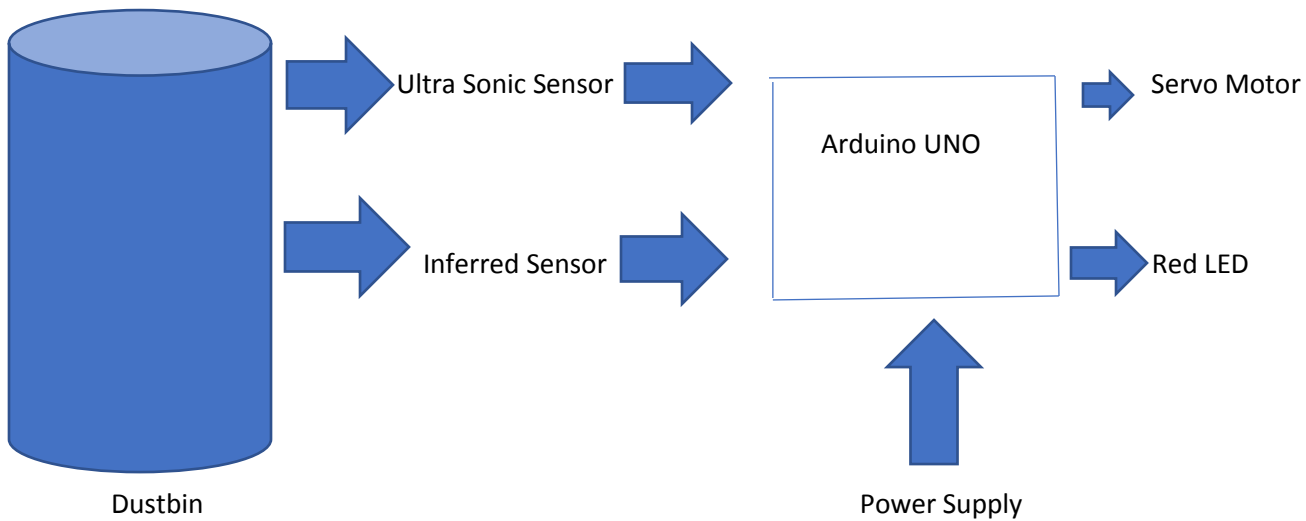 Ultra Sonic Sensor
Servo Motor
Arduino UNO
Inferred Sensor
Red LED
Dustbin
Power Supply